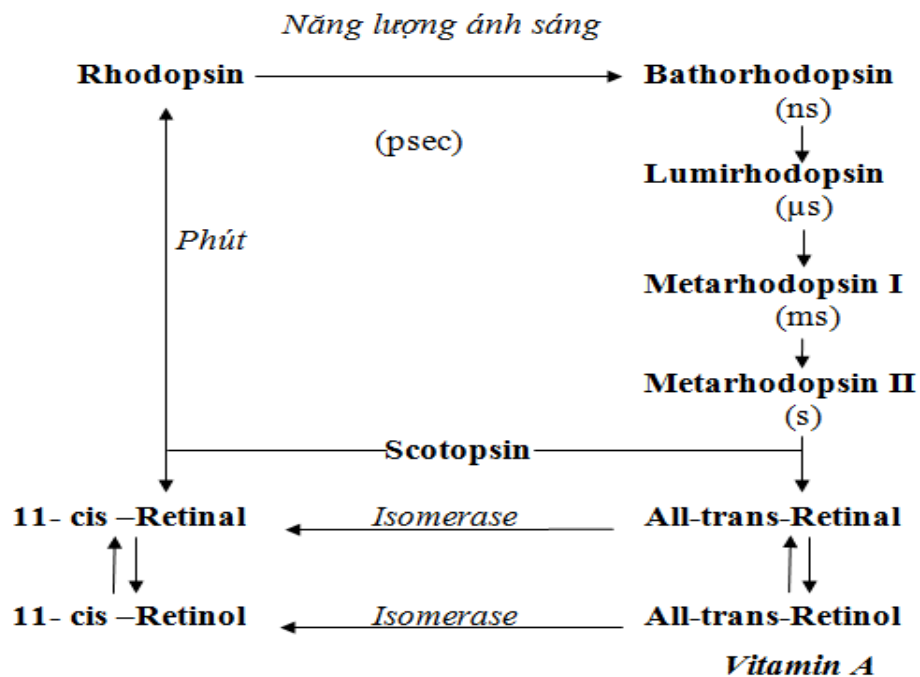 Năng lượng ánh sáng
Rhodopsin Bathorhodopsin
(ns)
(psec)
Lumirhodopsin
(µs)
Phút
Metarhodopsin I
(ms)
Metarhodopsin II
(s)
Scotopsin
11- cis –Retinal Isomerase All-trans-Retinal
11- cis –Retinol Isomerase All-trans-Retinol
Vitamin A